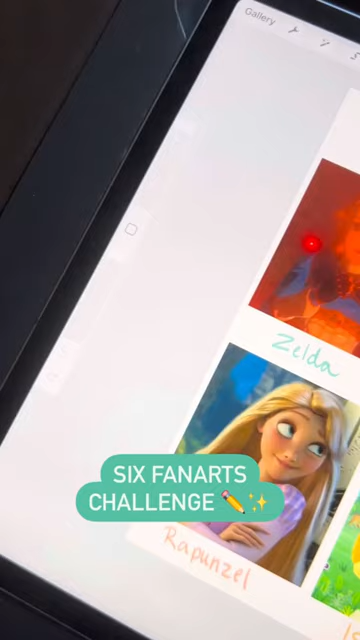 Gallery
Zelda
SIX FANARTS
CHALLENGE ✏️✨
Rapunzel